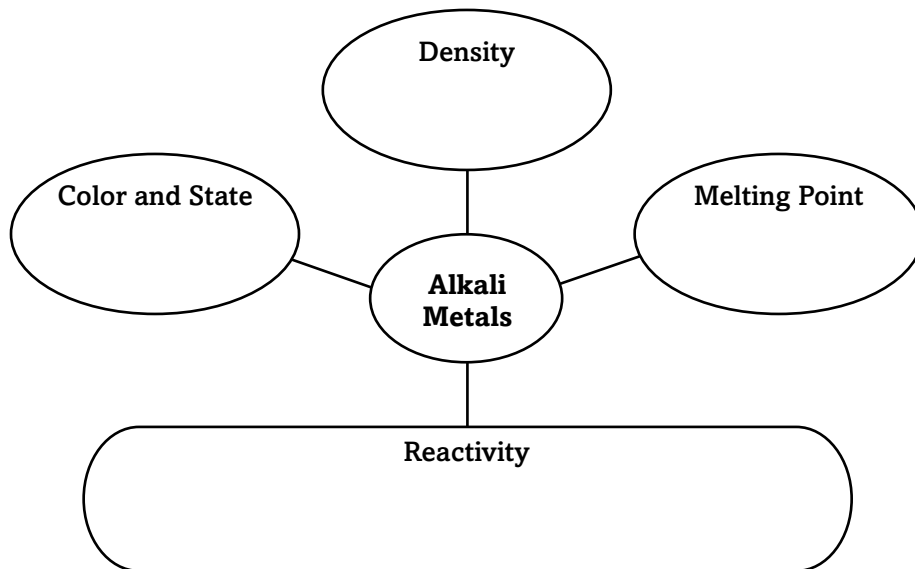 Density
Color and State
Melting Point
Alkali
Metals
Reactivity